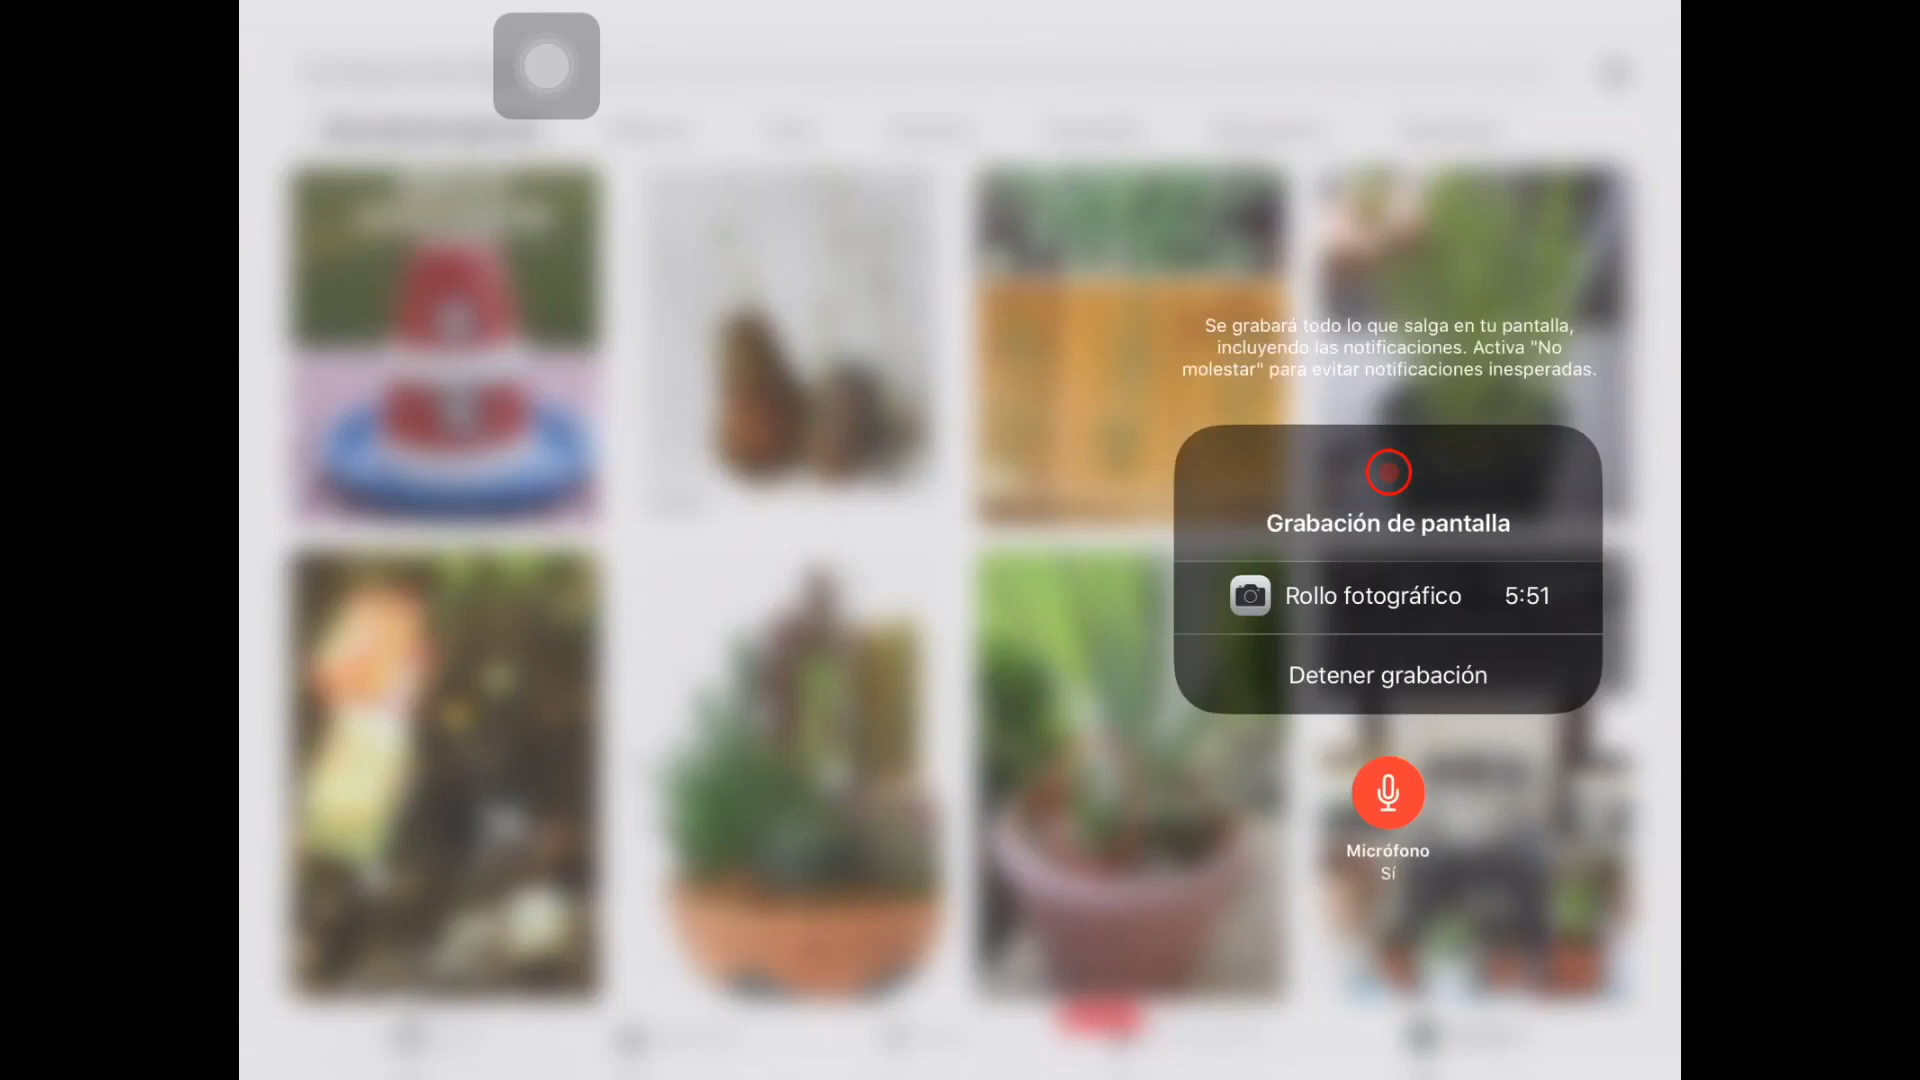 Se grabará todo lo que salga en tu pantalla,
incluyendo las notificaciones. Activa "No
molestar" para evitar notificaciones inesperadas.
Grabación de pantalla
Rollo fotográfico 5:51
Detener grabación
Micrófono
Sí